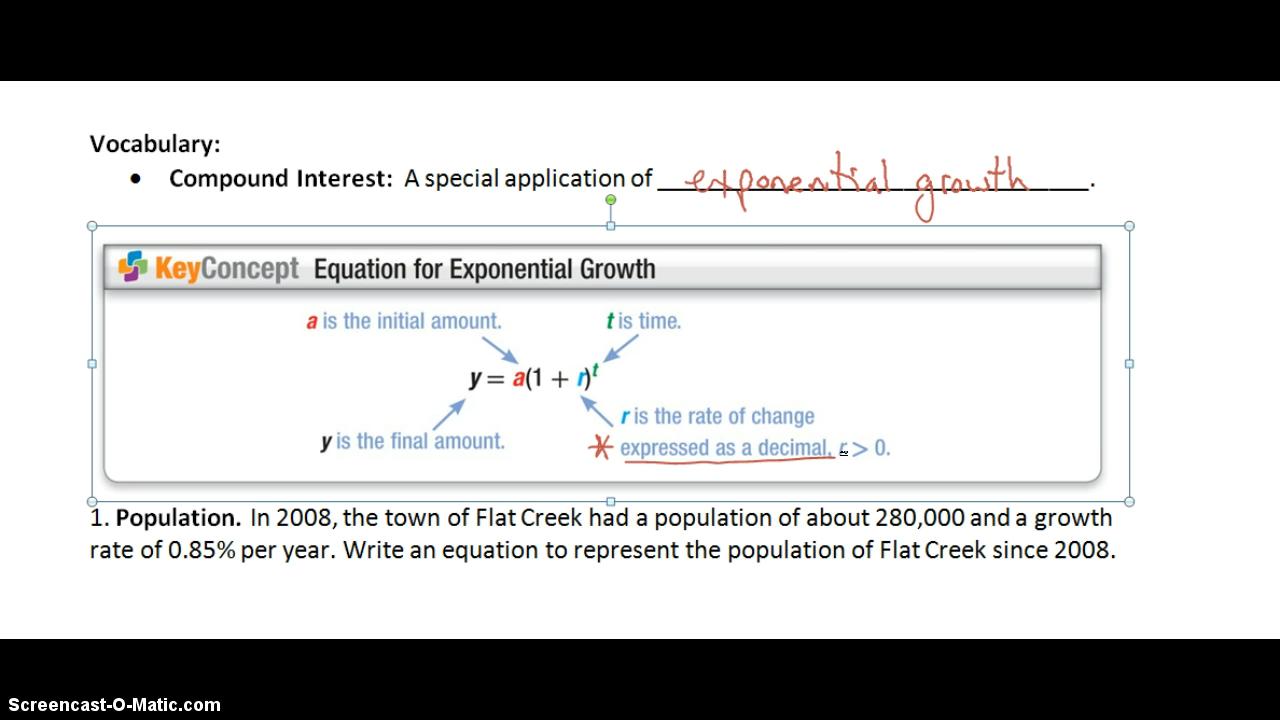 Vocabulary:
• Compound Interest: A special application of exponential growth.
KeyConcept Equation for Exponential Growth
a is the initial amount. t is time.
y = a(1 + r)^t
r is the rate of change
y is the final amount. * expressed as a decimal, r > 0.
1. Population. In 2008, the town of Flat Creek had a population of about 280,000 and a growth
rate of 0.85% per year. Write an equation to represent the population of Flat Creek since 2008.
Screencast-O-Matic.com